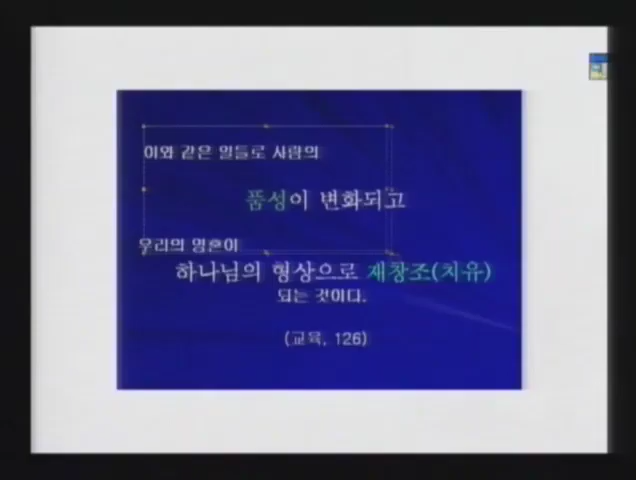 이와 같은 일들로 사람의
품성이 변화되고
우리의 영혼이
하나님의 형상으로 재창조(치유)
되는 것이다.
(교육, 126)